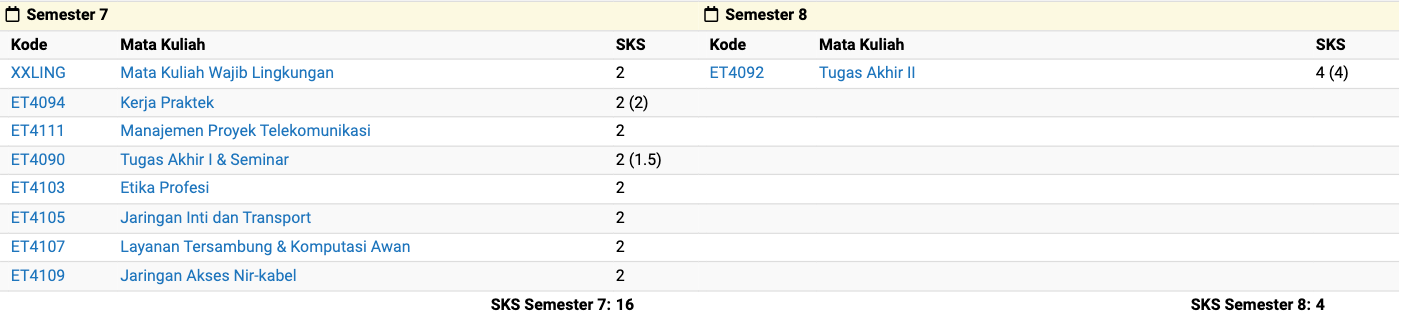 Semester 7 Semester 8
Kode Mata Kuliah SKS Kode Mata Kuliah SKS
XXLING Mata Kuliah Wajib Lingkungan 2 ET4092 Tugas Akhir II 4 (4)
ET4094 Kerja Praktek 2 (2)
ET4111 Manajemen Proyek Telekomunikasi 2
ET4090 Tugas Akhir I & Seminar 2 (1.5)
ET4103 Etika Profesi 2
ET4105 Jaringan Inti dan Transport 2
ET4107 Layanan Tersambung & Komputasi Awan 2
ET4109 Jaringan Akses Nir-kabel 2
SKS Semester 7: 16 SKS Semester 8: 4